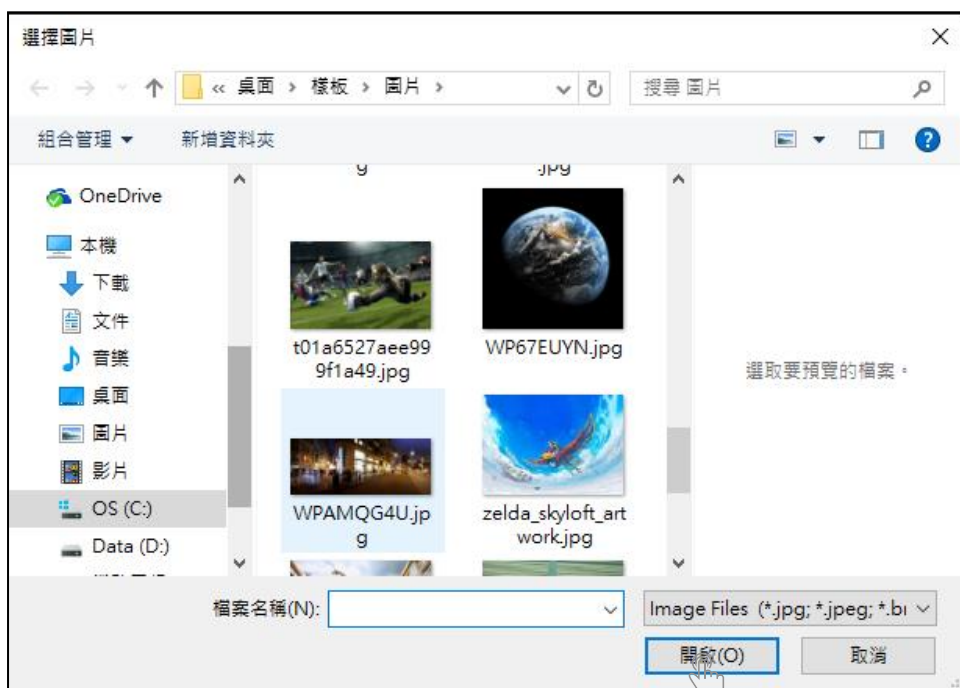 選擇圖片
« 桌面 › 樣板 › 圖片 ›
搜尋 圖片
組合管理
新增資料夾
OneDrive
本機
下載
文件
音樂
桌面
圖片
影片
OS (C:)
Data (D:)
g
.jpg
t01a6527aee99
9f1a49.jpg
WP67EUYN.jpg
WPAMQG4U.jp
g
zelda_skyloft_art
work.jpg
選取要預覽的檔案。
檔案名稱(N):
Image Files (*.jpg; *.jpeg; *.b
開啟(O)
取消